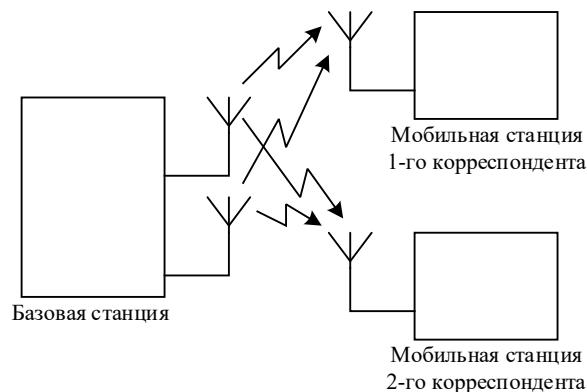 Мобильная станция
1-го корреспондента
Базовая станция
Мобильная станция
2-го корреспондента